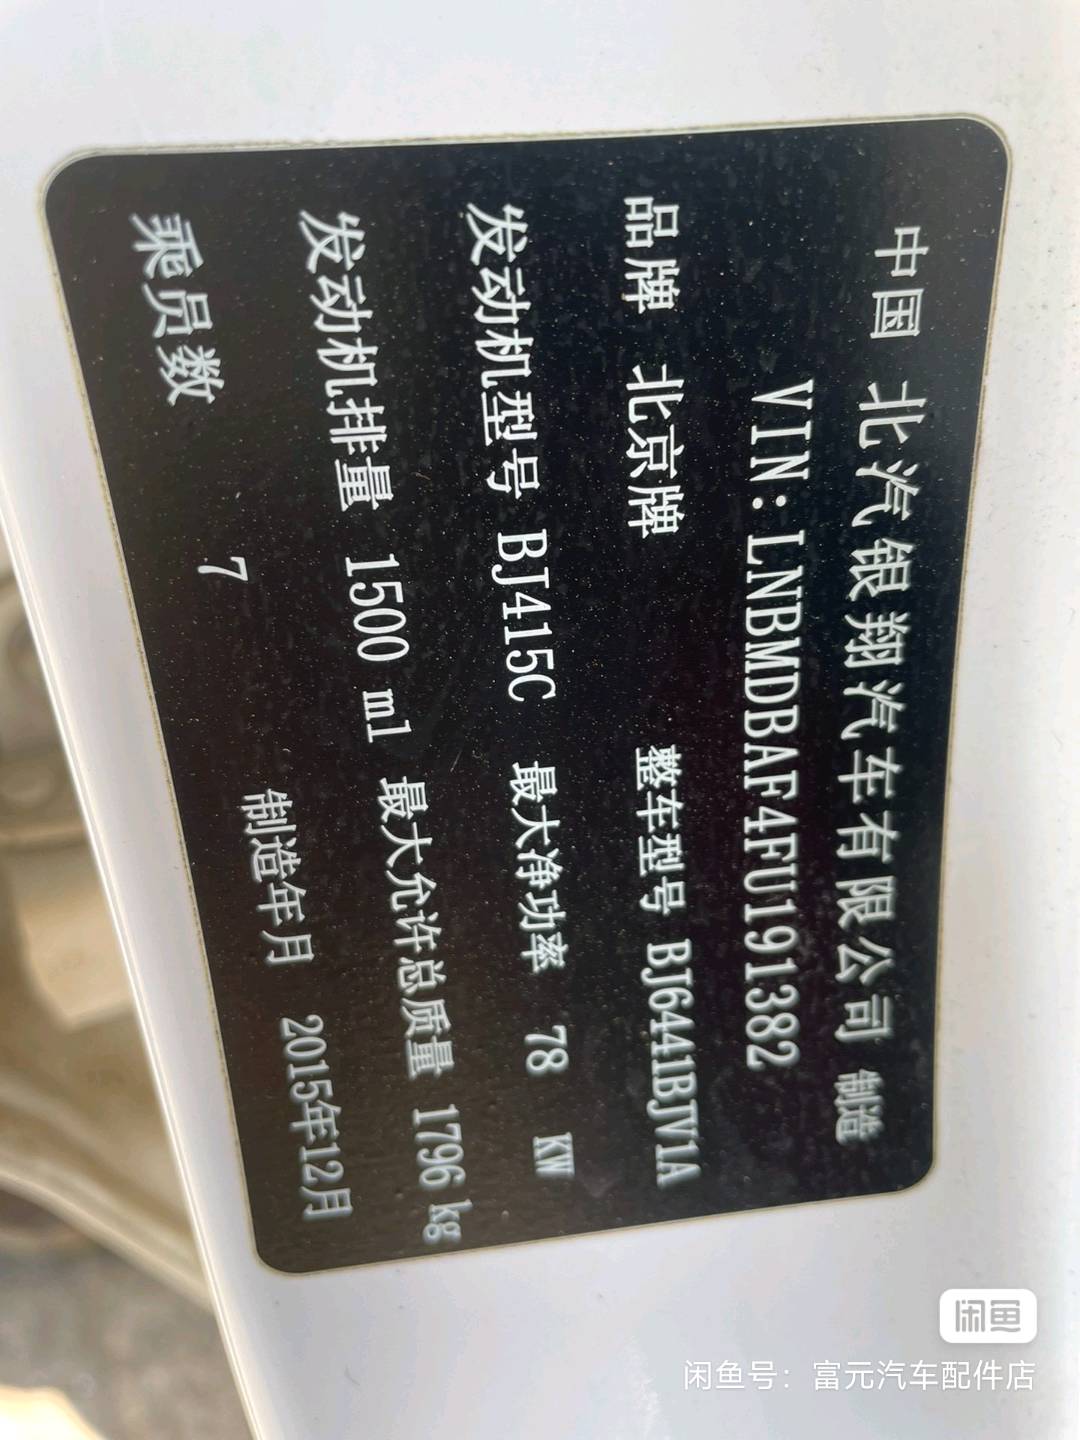 中国 北汽银翔汽车有限公司 制造
VIN:LNBMDBAF4FU191382
品牌 北京牌 整车型号 BJ6441BJV1A
发动机型号 BJ415C 最大净功率 78 KW
发动机排量 1500 ml 最大允许总质量 1796 kg
乘员数 7 制造年月 2015年12月
闲鱼
闲鱼号：富元汽车配件店